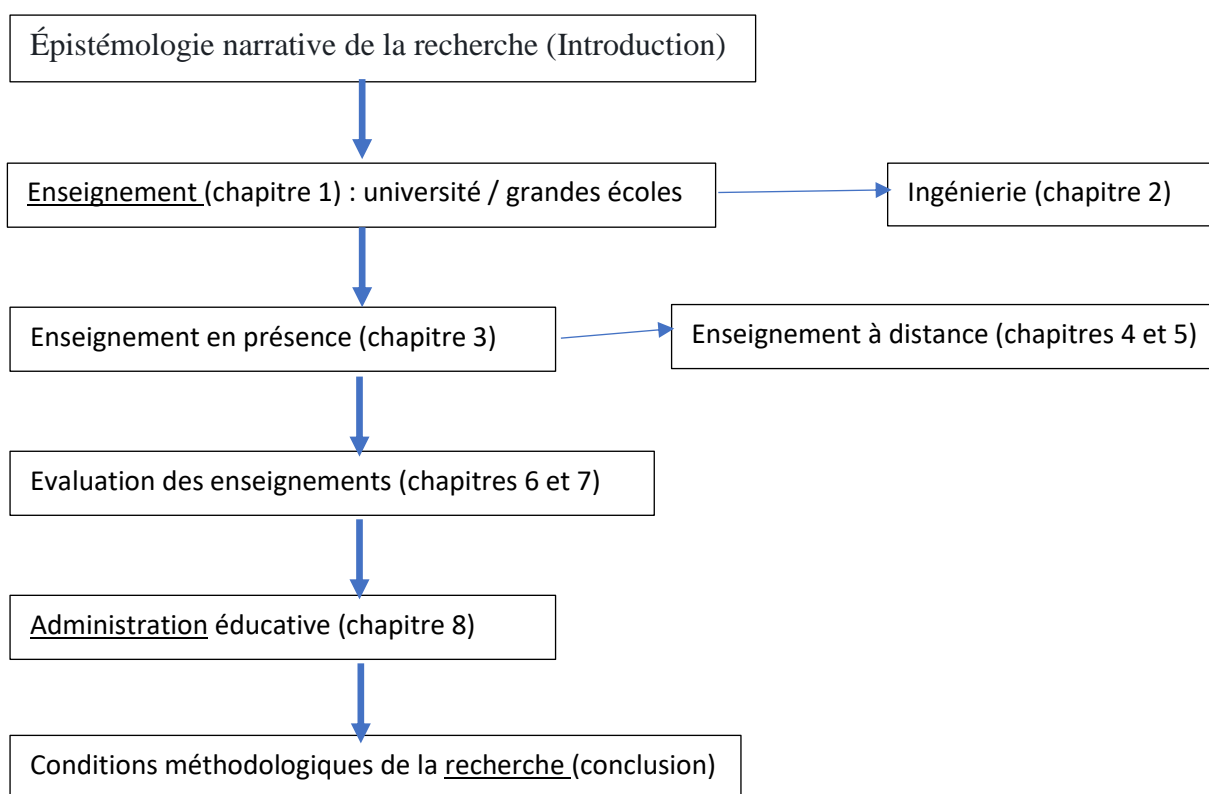 Épistémologie narrative de la recherche (Introduction)
Enseignement (chapitre 1) : université / grandes écoles
Ingénierie (chapitre 2)
Enseignement en présence (chapitre 3)
Enseignement à distance (chapitres 4 et 5)
Evaluation des enseignements (chapitres 6 et 7)
Administration éducative (chapitre 8)
Conditions méthodologiques de la recherche (conclusion)